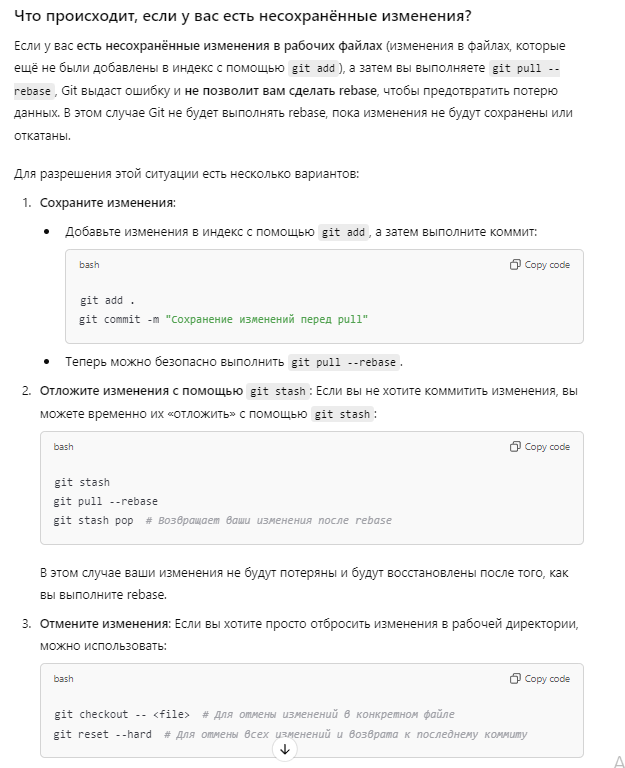 Что происходит, если у вас есть несохранённые изменения?
Если у вас есть несохранённые изменения в рабочих файлах (изменения в файлах, которые
ещё не были добавлены в индекс с помощью git add), а затем вы выполняете git pull --
rebase, Git выдаст ошибку и не позволит вам сделать rebase, чтобы предотвратить потерю
данных. В этом случае Git не будет выполнять rebase, пока изменения не будут сохранены или
откатаны.
Для разрешения этой ситуации есть несколько вариантов:
1. Сохраните изменения:
• Добавьте изменения в индекс с помощью git add, а затем выполните коммит:
bash Copy code
git add .
git commit -m "Сохранение изменений перед pull"
• Теперь можно безопасно выполнить git pull --rebase.
2. Отложите изменения с помощью git stash: Если вы не хотите коммитить изменения, вы
можете временно их «отложить» с помощью git stash:
bash Copy code
git stash
git pull --rebase
git stash pop # Возвращает ваши изменения после rebase
В этом случае ваши изменения не будут потеряны и будут восстановлены после того, как
вы выполните rebase.
3. Отмените изменения: Если вы хотите просто отбросить изменения в рабочей директории,
можно использовать:
bash Copy code
git checkout -- <file> # Для отмены изменений в конкретном файле
git reset --hard # Для отмены всех изменений и возврата к последнему коммиту